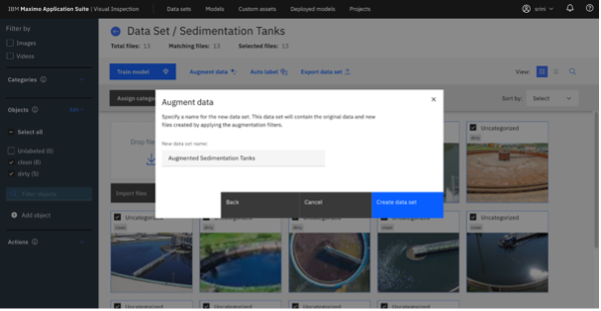 IBM Maximo Application Suite | Visual Inspection
Data sets
Models
Custom assets
Deployed models
Projects
srini
Filter by
Images
Videos
Categories
Objects
Edit
Select all
Unlabeled (0)
clean (8)
dirty (5)
Filter objects
Add object
Actions
Data Set / Sedimentation Tanks
Total files: 13
Matching files: 13
Selected files: 13
Train model
Augment data
Auto label
Export data set
View:
Assign catego
Sort by:
Select
Drop file
Import files
Augment data
Specify a name for the new data set. This data set will contain the original data and new
files created by applying the augmentation filters.
New data set name:
Augmented Sedimentation Tanks
Back
Cancel
Create data set
Uncategorized
Uncategorized
Uncategorized
Uncategorized
Uncategorized
Uncategorized
Uncategorized
Uncategorized
Uncategorized
Uncategorized
Uncategorized